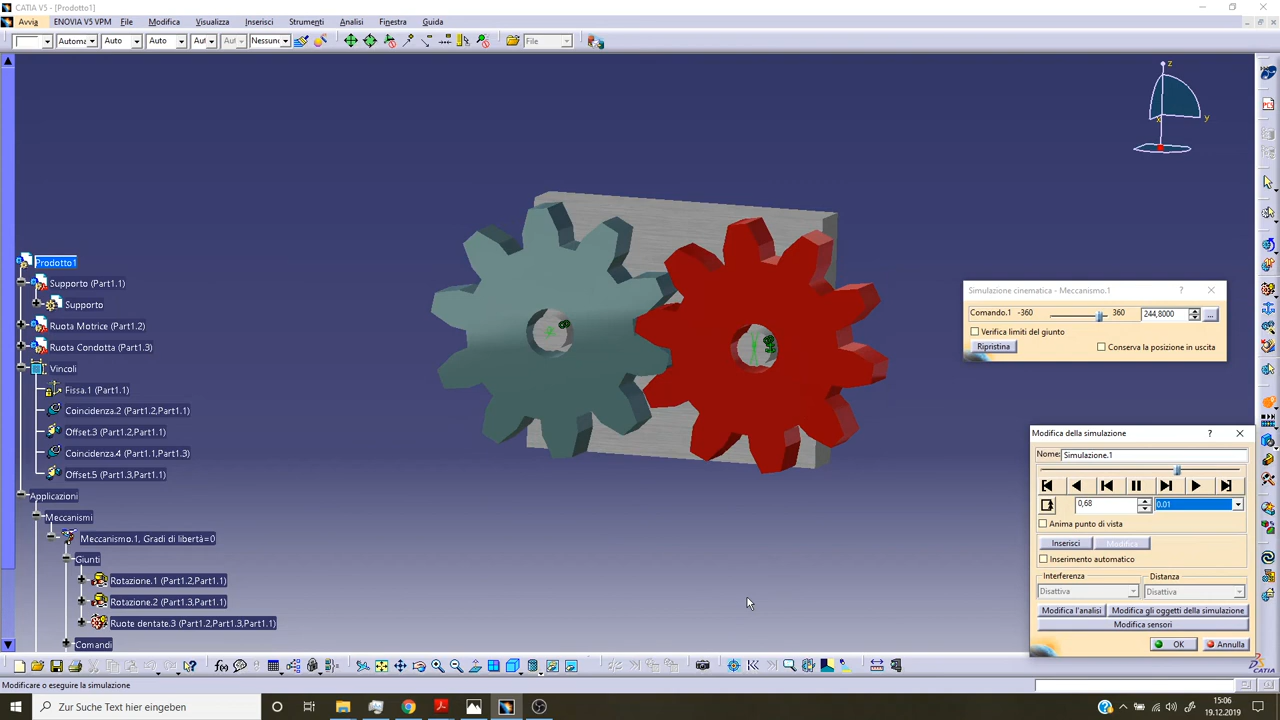 CATIA V5 - [Prodotto1]
Avvia ENOVIA V5 VPM File Modifica Visualizza Inserisci Strumenti Analisi Finestra Guida
Automa Auto Auto Aut Aut Nessuno File
z
x y
Prodotto1
Supporto (Part1.1)
Supporto
Ruota Motrice (Part1.2)
Ruota Condotta (Part1.3)
Vincoli
Fissa.1 (Part1.1)
Coincidenza.2 (Part1.2,Part1.1)
Offset.3 (Part1.2,Part1.1)
Coincidenza.4 (Part1.1,Part1.3)
Offset.5 (Part1.3,Part1.1)
Applicazioni
Meccanismi
Meccanismo.1, Gradi di libertà=0
Giunti
Rotazione.1 (Part1.2,Part1.1)
Rotazione.2 (Part1.3,Part1.1)
Ruote dentate.3 (Part1.2,Part1.3,Part1.1)
Comandi
Simulazione cinematica - Meccanismo.1 ?
Comando.1 -360 360 244,8000 ...
Verifica limiti del giunto
Ripristina Conserva la posizione in uscita
Modifica della simulazione ?
Nome: Simulazione.1
0,68 0.01
Anima punto di vista
Inserisci Modifica
Inserimento automatico
Interferenza Distanza
Disattiva Disattiva
Modifica l'analisi Modifica gli oggetti della simulazione
Modifica sensori
OK Annulla
f(x)
DS CATIA
Modificare o eseguire la simulazione
Zur Suche Text hier eingeben
15:06
19.12.2019